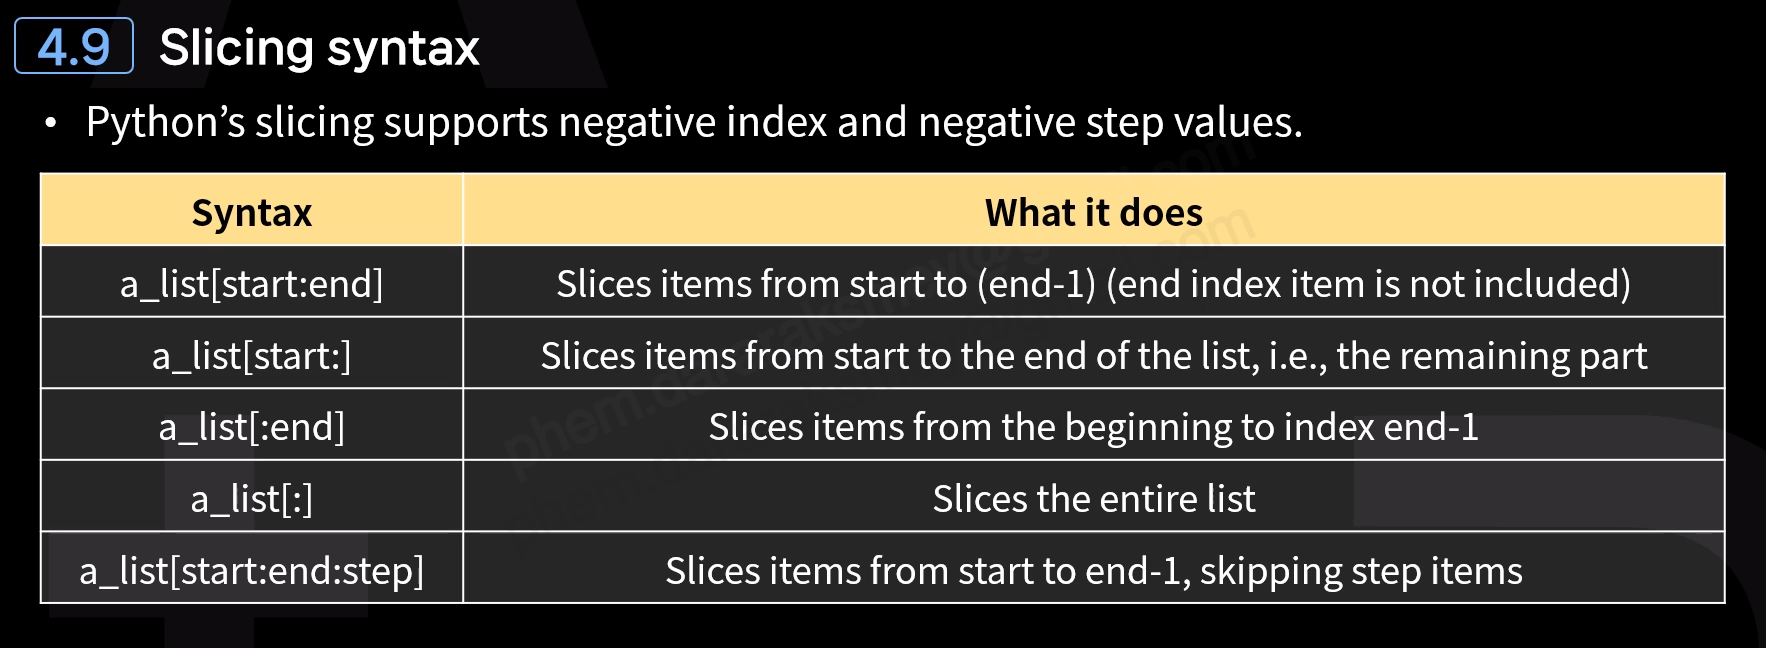 4.9 Slicing syntax
• Python’s slicing supports negative index and negative step values.
Syntax What it does
a_list[start:end] Slices items from start to (end-1) (end index item is not included)
a_list[start:] Slices items from start to the end of the list, i.e., the remaining part
a_list[:end] Slices items from the beginning to index end-1
a_list[:] Slices the entire list
a_list[start:end:step] Slices items from start to end-1, skipping step items